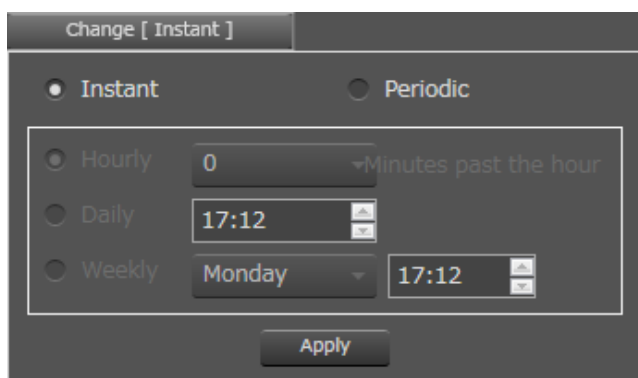 Change [ Instant ]
Instant Periodic
Hourly 0 Minutes past the hour
Daily 17:12
Weekly Monday 17:12
Apply